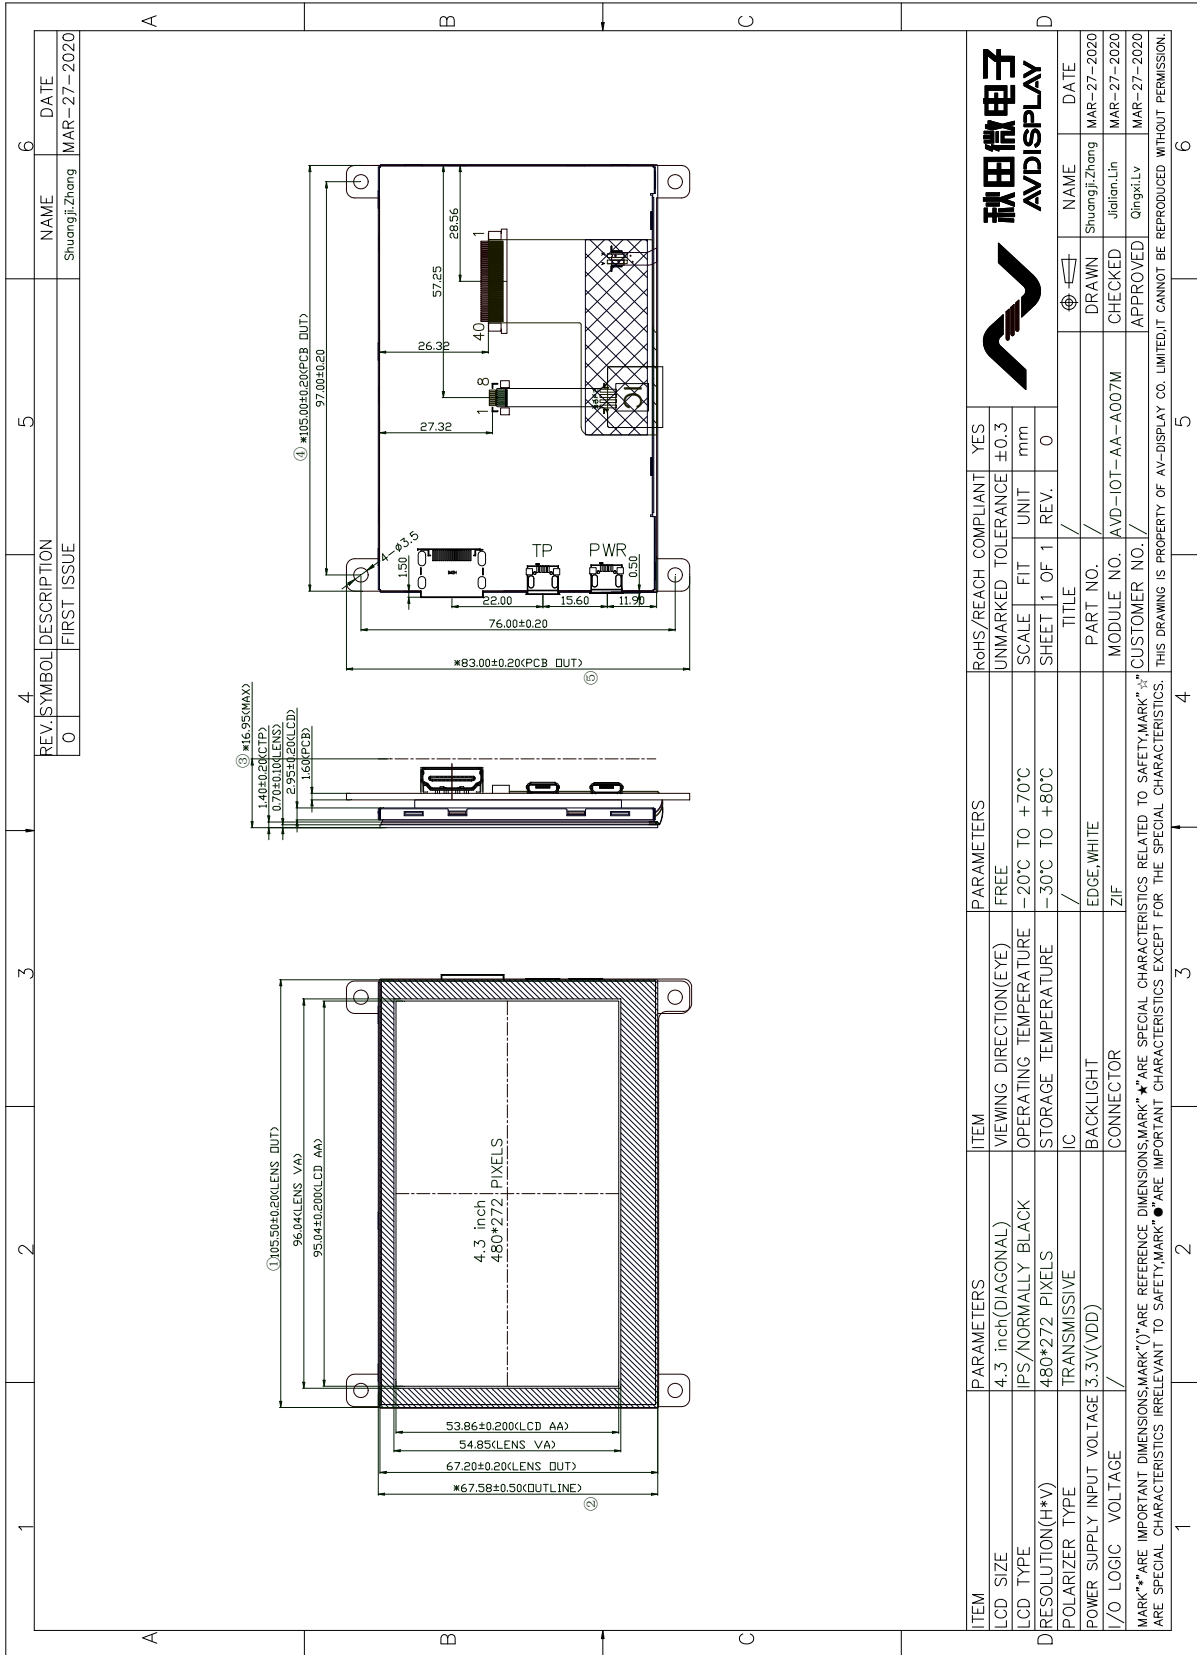 1
2
3
4
5
6
A
B
C
D
REV.
SYMBOL
DESCRIPTION
NAME
DATE
0
FIRST ISSUE
Shuangji.Zhang
MAR-27-2020
①105.50±0.20(LENS OUT)
96.04(LENS VA)
95.04±0.200(LCD AA)
4.3 inch
480*272 PIXELS
53.86±0.200(LCD AA)
54.85(LENS VA)
67.20±0.20(LENS OUT)
*67.58±0.50(OUTLINE)
②
③*16.95(MAX)
1.40±0.20(CTP)
0.70±0.10(LENS)
2.95±0.20(LCD)
1.60(PCB)
④*105.00±0.20(PCB OUT)
97.00±0.20
57.25
28.56
26.32
27.32
1
40
8
1
ICI
4-ø3.5
1.50
TP
PWR
0.50
22.00
15.60
11.90
76.00±0.20
*83.00±0.20(PCB OUT)
⑤
ITEM
PARAMETERS
ITEM
PARAMETERS
LCD SIZE
4.3 inch(DIAGONAL)
VIEWING DIRECTION(EYE)
FREE
LCD TYPE
IPS/NORMALLY BLACK
OPERATING TEMPERATURE
-20°C TO +70°C
RESOLUTION(H*V)
480*272 PIXELS
STORAGE TEMPERATURE
-30°C TO +80°C
POLARIZER TYPE
TRANSMISSIVE
IC
/
POWER SUPPLY INPUT VOLTAGE
3.3V(VDD)
BACKLIGHT
EDGE,WHITE
I/O LOGIC VOLTAGE
/
CONNECTOR
ZIF
RoHS/REACH COMPLIANT
YES
UNMARKED TOLERANCE
±0.3
SCALE
FIT
UNIT
mm
SHEET
1 OF 1
REV.
0
TITLE
/
PART NO.
/
MODULE NO.
AVD-IOT-AA-A007M
CUSTOMER NO.
/
秋田微电子
AVDISPLAY
NAME
DATE
DRAWN
Shuangji.Zhang
MAR-27-2020
CHECKED
Jialian.Lin
MAR-27-2020
APPROVED
Qingxi.Lv
MAR-27-2020
MARK"*"ARE IMPORTANT DIMENSIONS,MARK"()"ARE REFERENCE DIMENSIONS,MARK"★"ARE SPECIAL CHARACTERISTICS RELATED TO SAFETY,MARK"☆"
ARE SPECIAL CHARACTERISTICS IRRELEVANT TO SAFETY,MARK"●"ARE IMPORTANT CHARACTERISTICS EXCEPT FOR THE SPECIAL CHARACTERISTICS.
THIS DRAWING IS PROPERTY OF AV-DISPLAY CO. LIMITED,IT CANNOT BE REPRODUCED WITHOUT PERMISSION.
A
B
C
D
1
2
3
4
5
6